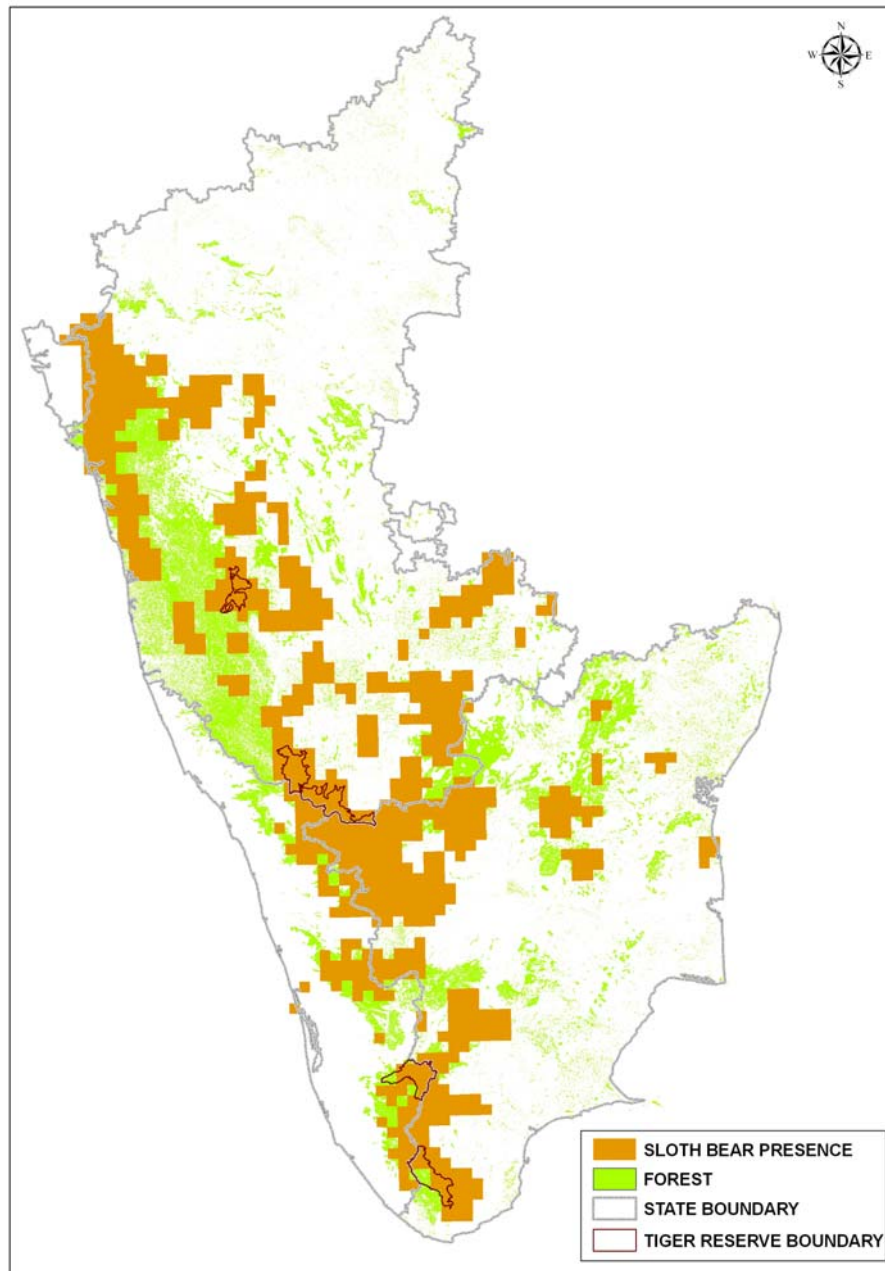 N
W E
S
SLOTH BEAR PRESENCE
FOREST
STATE BOUNDARY
TIGER RESERVE BOUNDARY